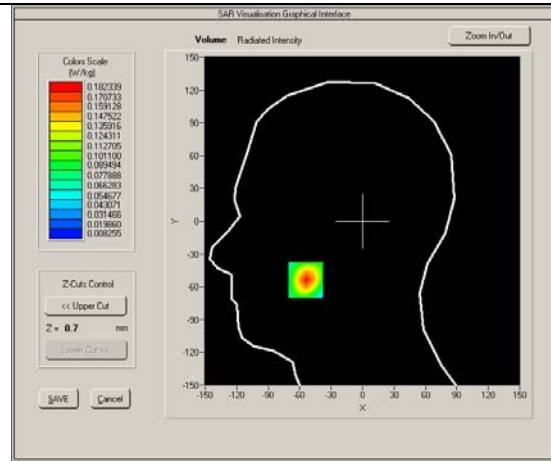 SAR Visualisation Graphical Interface
Volume Radiated Intensity
Zoom In/Out
Colors Scale
(W/kg)
0.182339
0.170733
0.159128
0.147522
0.135916
0.124311
0.112705
0.101100
0.089494
0.077888
0.066283
0.054677
0.043071
0.031466
0.019860
0.008255
Z-Cuts Control
<< Upper Cut
Z = 0.7 mm
Lower Cut >>
SAVE
Cancel
150
120
90
60
30
Y
0
-30
-60
-90
-120
-150
-150 -120 -90 -60 -30 0 30 60 90 120 150
X